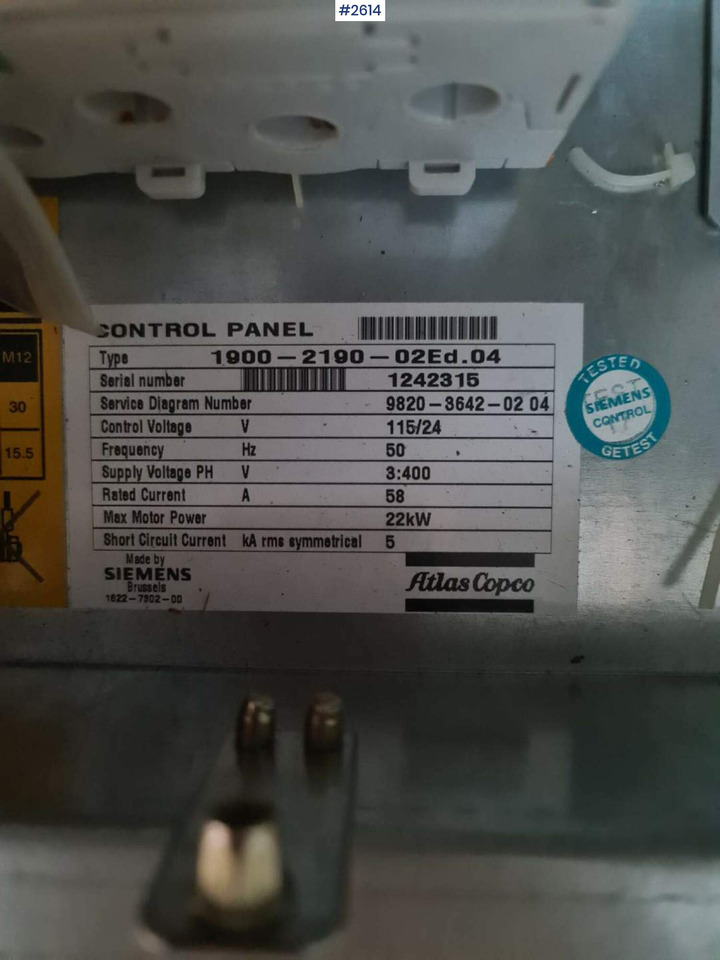 #2614
CONTROL PANEL
Type 1900-2190-02Ed.04
Serial number 1242315
Service Diagram Number 9820-3642-02 04
Control Voltage V 115/24
Frequency Hz 50
Supply Voltage PH V 3:400
Rated Current A 58
Max Motor Power 22kW
Short Circuit Current kA rms symmetrical 5
Made by
SIEMENS
Brussels
1622-7302-00
Atlas Copco
TESTED
SIEMENS
CONTROL
GETEST
M12
30
15.5